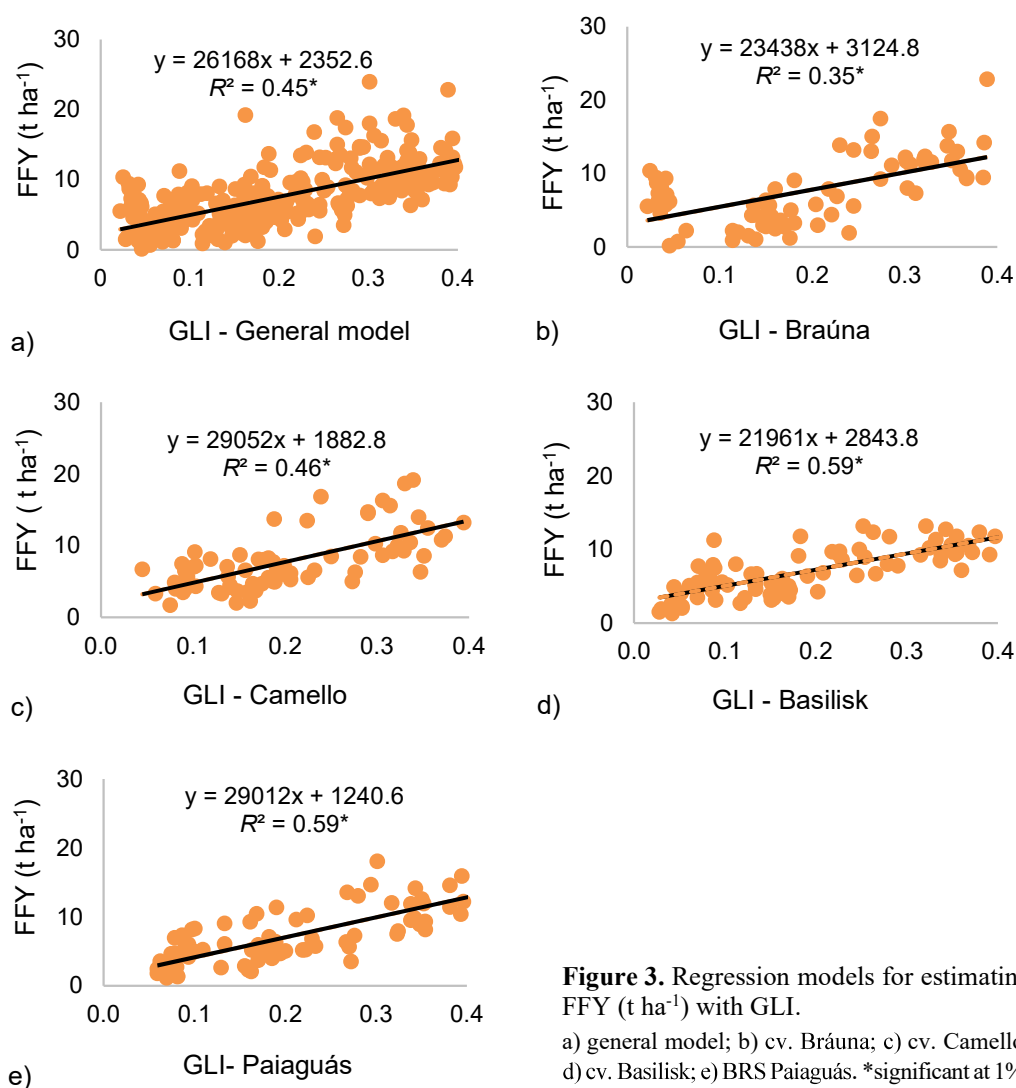 30
20
10
0
FFY (t ha⁻¹)
y = 26168x + 2352.6
R² = 0.45*
0.0 0.1 0.2 0.3 0.4
GLI - General model
a)
30
20
10
0
FFY (t ha⁻¹)
y = 23438x + 3124.8
R² = 0.35*
0 0.1 0.2 0.3 0.4
GLI - Braúna
b)
30
20
10
0
FFY ( t ha⁻¹)
y = 29052x + 1882.8
R² = 0.46*
0.0 0.1 0.2 0.3 0.4
GLI - Camello
c)
30
20
10
0
FFY (t ha⁻¹)
y = 21961x + 2843.8
R² = 0.59*
0.0 0.1 0.2 0.3 0.4
GLI - Basilisk
d)
30
20
10
0
FFY (t ha⁻¹)
y = 29012x + 1240.6
R² = 0.59*
0.0 0.1 0.2 0.3 0.4
GLI- Paiaguás
e)
Figure 3. Regression models for estimatin
FFY (t ha⁻¹) with GLI.
a) general model; b) cv. Bráuna; c) cv. Camello
d) cv. Basilisk; e) BRS Paiaguás. *significant at 1%